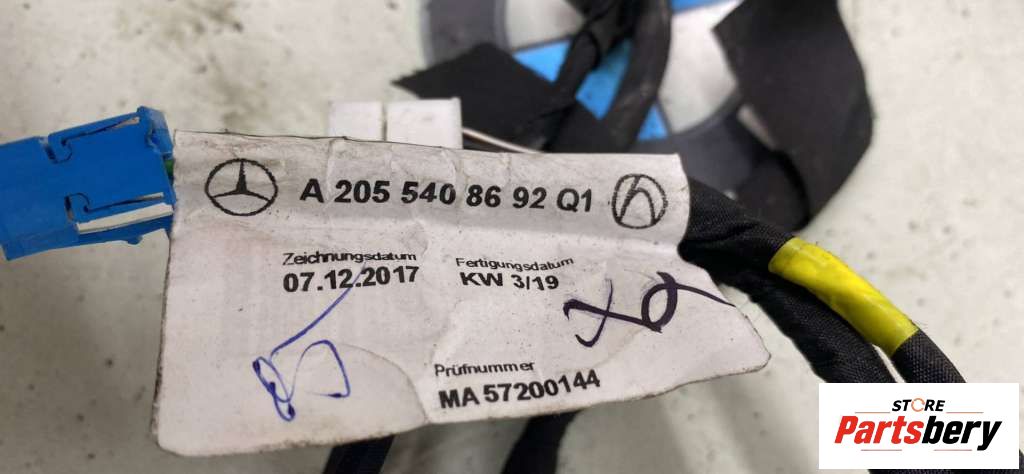 A 205 540 86 92 Q1
Zeichnungsdatum
07.12.2017
Fertigungsdatum
KW 3/19
Prüfnummer
MA 57200144
STORE
Partsbery